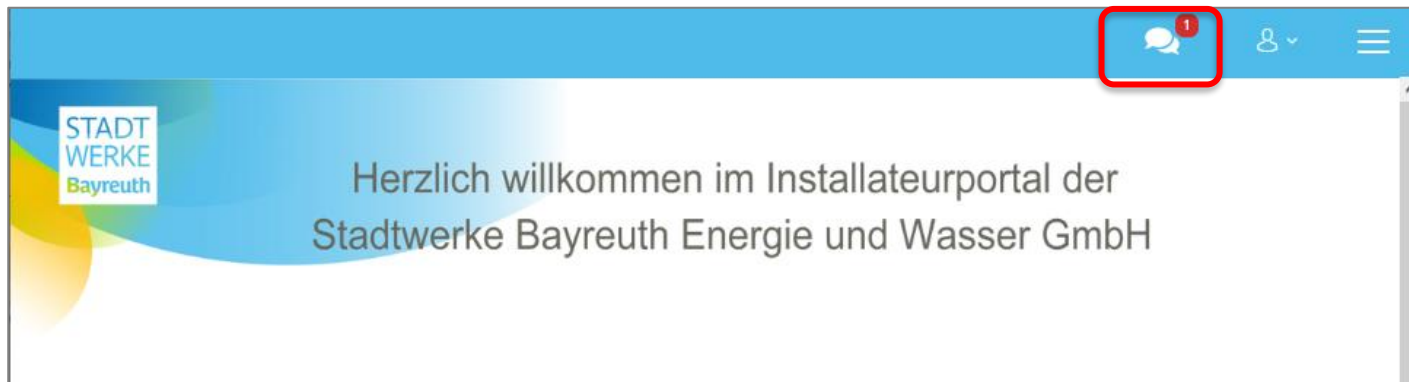 1
STADT
WERKE
Bayreuth
Herzlich willkommen im Installateurportal der
Stadtwerke Bayreuth Energie und Wasser GmbH